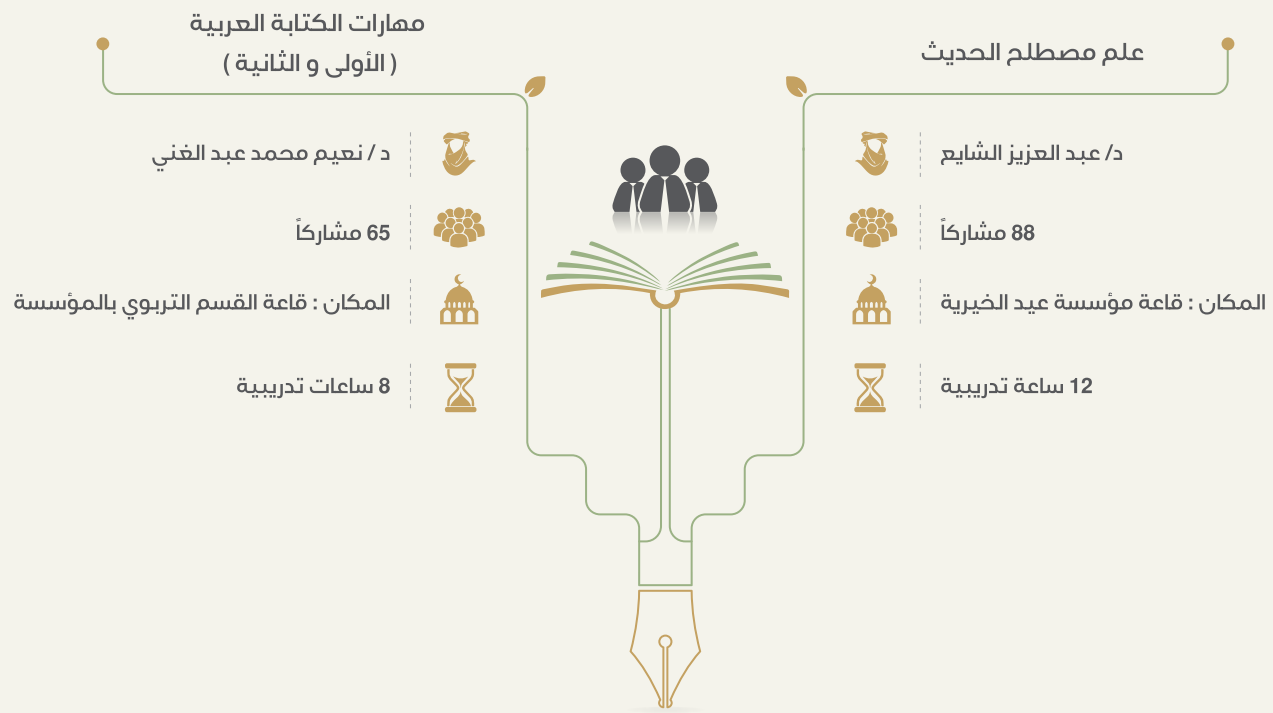 علم مصطلح الحديث
د/ عبد العزيز الشايع
88 مشاركاً
المكان : قاعة مؤسسة عيد الخيرية
12 ساعة تدريبية
مهارات الكتابة العربية
( الأولى و الثانية )
د / نعيم محمد عبد الغني
65 مشاركاً
المكان : قاعة القسم التربوي بالمؤسسة
8 ساعات تدريبية